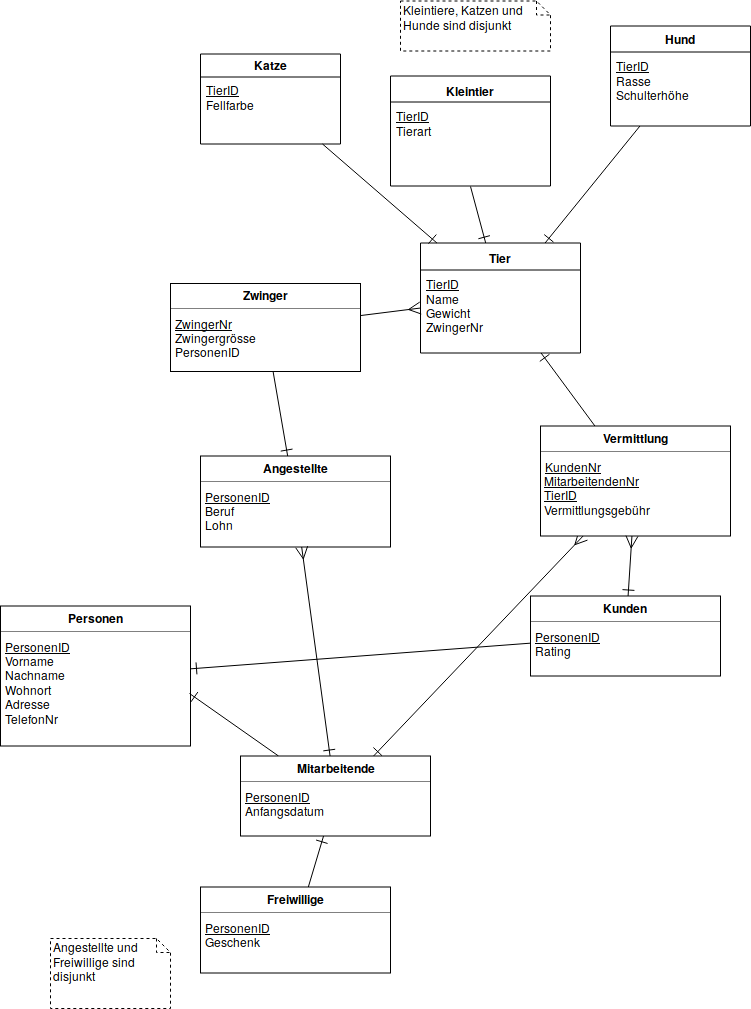 Kleintiere, Katzen und
Hunde sind disjunkt
Hund
TierID
Rasse
Schulterhöhe
Katze
TierID
Fellfarbe
Kleintier
TierID
Tierart
Tier
TierID
Name
Gewicht
ZwingerNr
Zwinger
ZwingerNr
Zwingergrösse
PersonenID
Vermittlung
KundenNr
MitarbeitendenNr
TierID
Vermittlungsgebühr
Angestellte
PersonenID
Beruf
Lohn
Personen
PersonenID
Vorname
Nachname
Wohnort
Adresse
TelefonNr
Kunden
PersonenID
Rating
Mitarbeitende
PersonenID
Anfangsdatum
Freiwillige
PersonenID
Geschenk
Angestellte und
Freiwillige sind
disjunkt